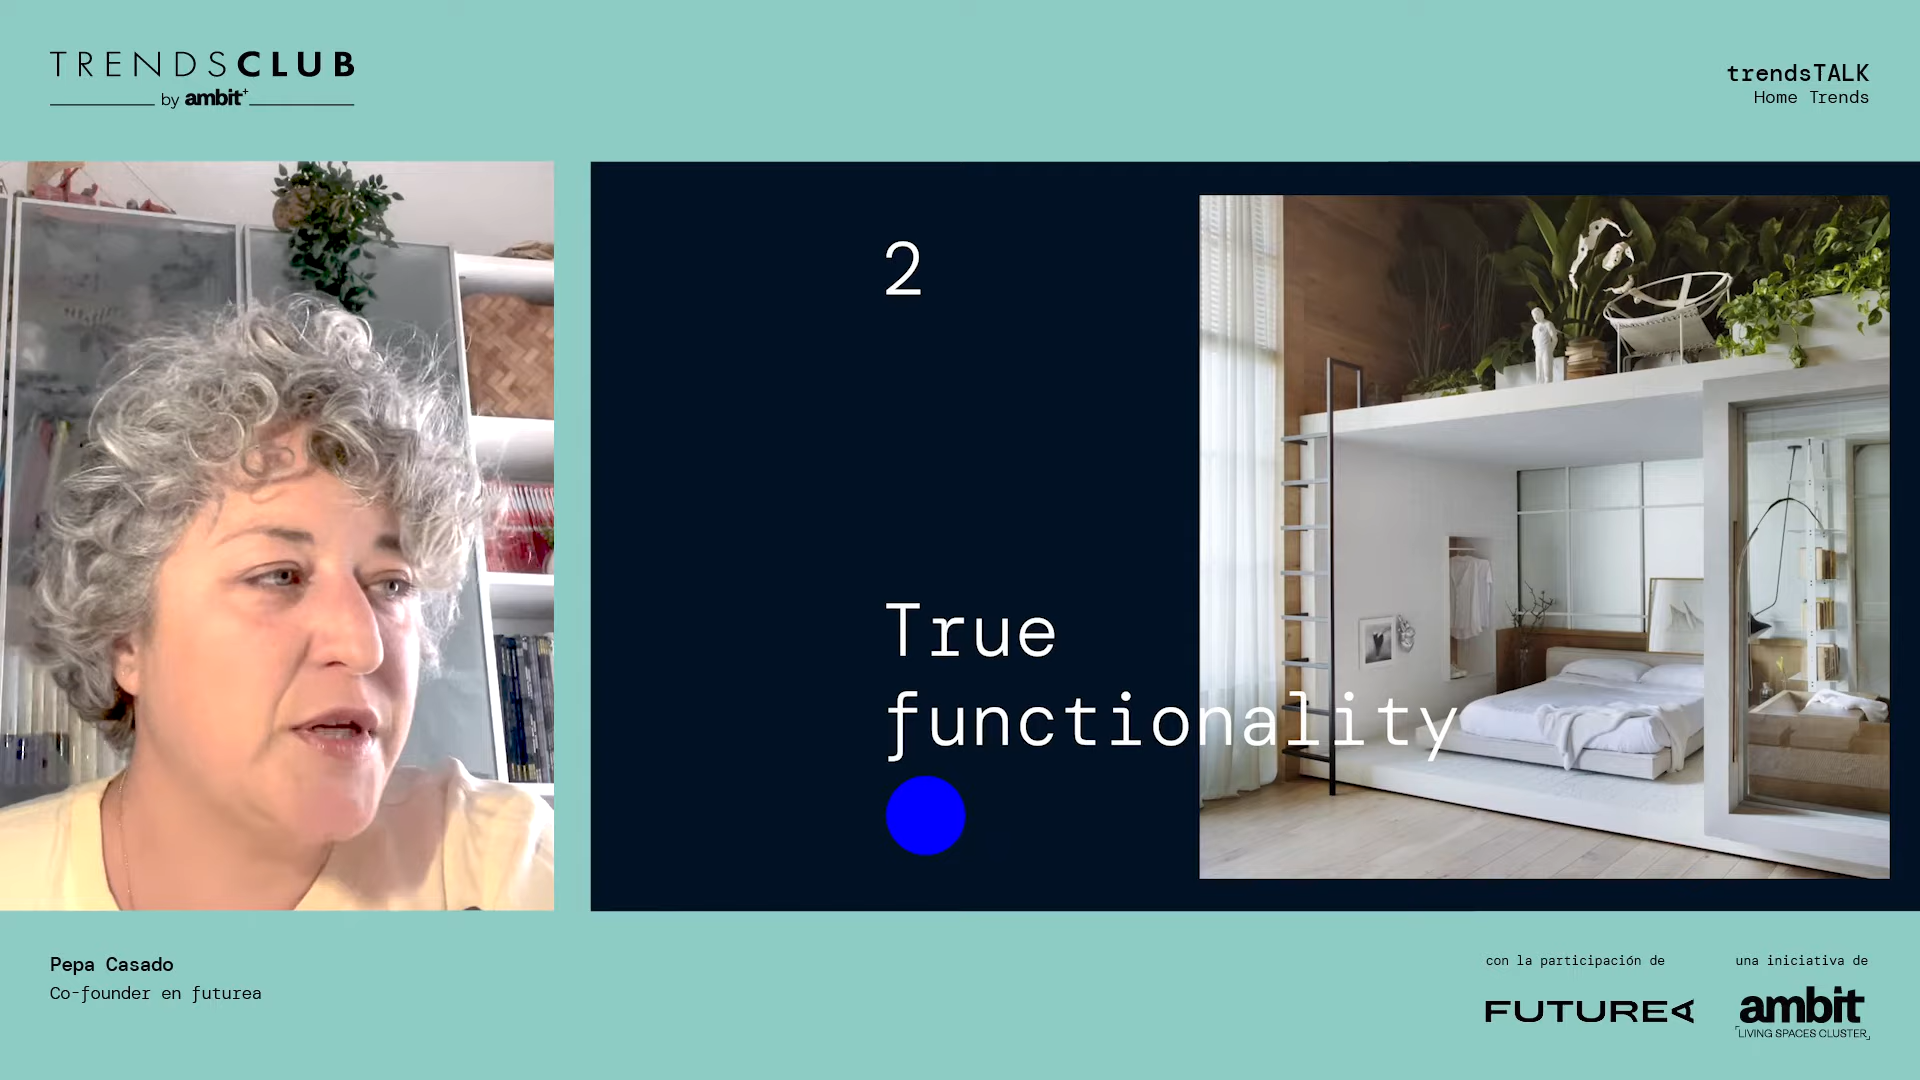 TRENDSCLUB
by ambit+
trendsTALK
Home Trends
2
True
functionality
Pepa Casado
Co-founder en futurea
con la participación de
FUTUREA
una iniciativa de
ambit
LIVING SPACES CLUSTER